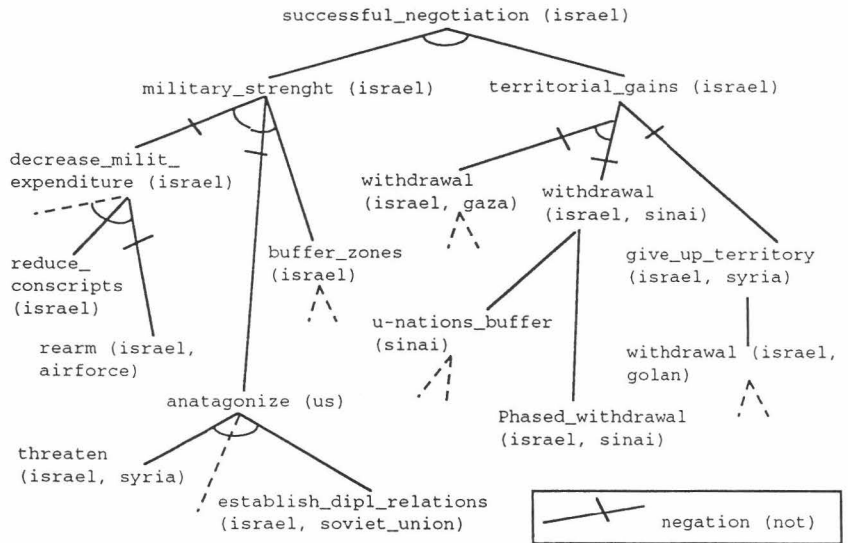 successful_negotiation (israel)
military_strenght (israel)
territorial_gains (israel)
decrease_milit_
expenditure (israel)
withdrawal
(israel, gaza)
withdrawal
(israel, sinai)
reduce_
conscripts
(israel)
buffer_zones
(israel)
give_up_territory
(israel, syria)
u-nations_buffer
(sinai)
rearm (israel,
airforce)
withdrawal (israel,
golan)
anatagonize (us)
Phased_withdrawal
(israel, sinai)
threaten
(israel, syria)
establish_dipl_relations
(israel, soviet_union)
negation (not)